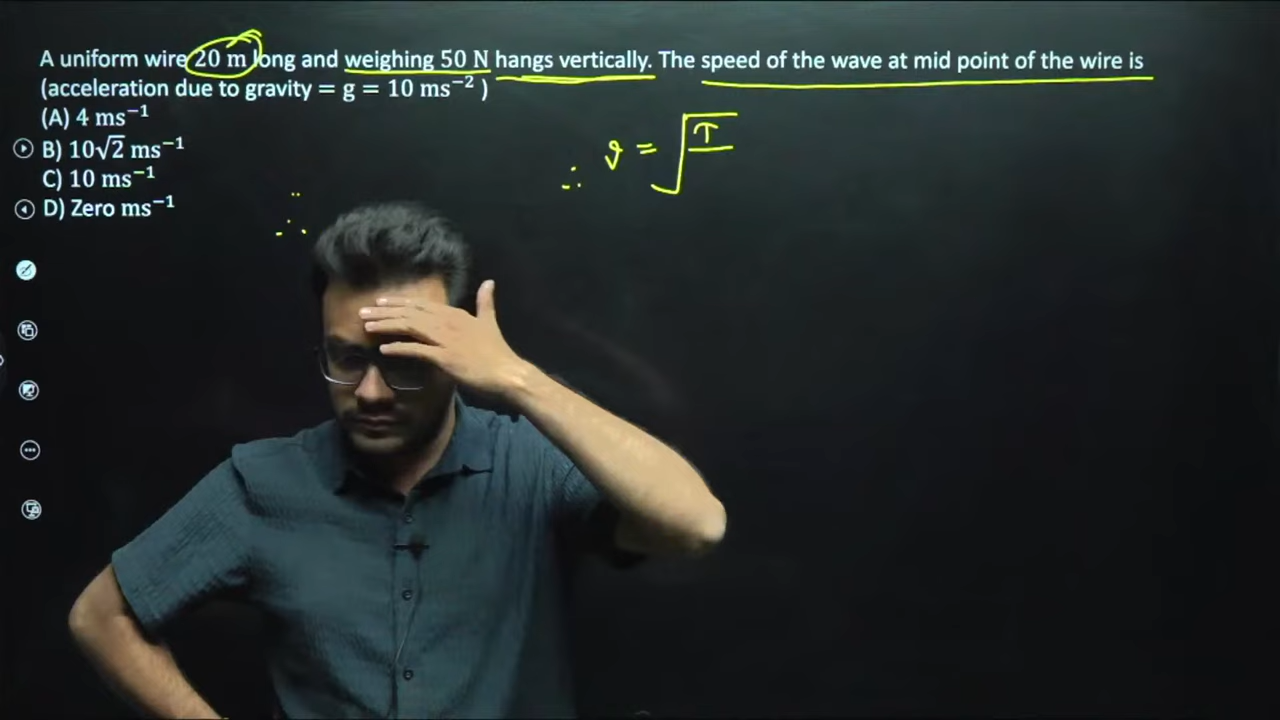 A uniform wire 20 m long and weighing 50 N hangs vertically. The speed of the wave at mid point of the wire is
(acceleration due to gravity = g = 10 ms⁻² )
(A) 4 ms⁻¹
B) 10√2 ms⁻¹
C) 10 ms⁻¹
D) Zero ms⁻¹
∴ v = √T